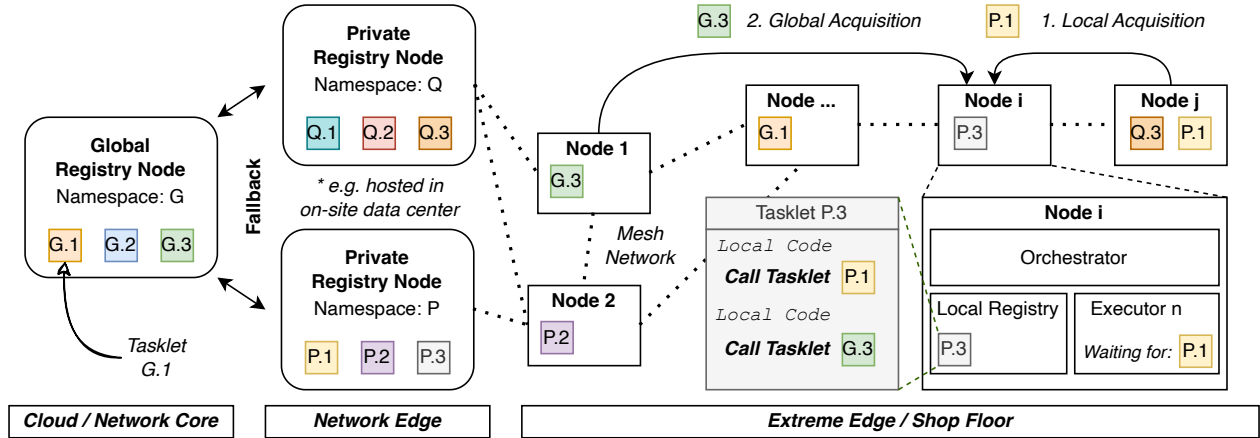 G.3 2. Global Acquisition P.1 1. Local Acquisition
Private
Registry Node
Namespace: Q
Q.1 Q.2 Q.3
* e.g. hosted in
on-site data center
Fallback
Global
Registry Node
Namespace: G
G.1 G.2 G.3
Tasklet
G.1
Private
Registry Node
Namespace: P
P.1 P.2 P.3
Node 1
G.3
Mesh
Network
Node 2
P.2
Node ...
G.1
Node i
P.3
Node j
Q.3 P.1
Tasklet P.3
Local Code
Call Tasklet P.1
Local Code
Call Tasklet G.3
Node i
Orchestrator
Local Registry
P.3
Executor n
Waiting for: P.1
Cloud / Network Core
Network Edge
Extreme Edge / Shop Floor